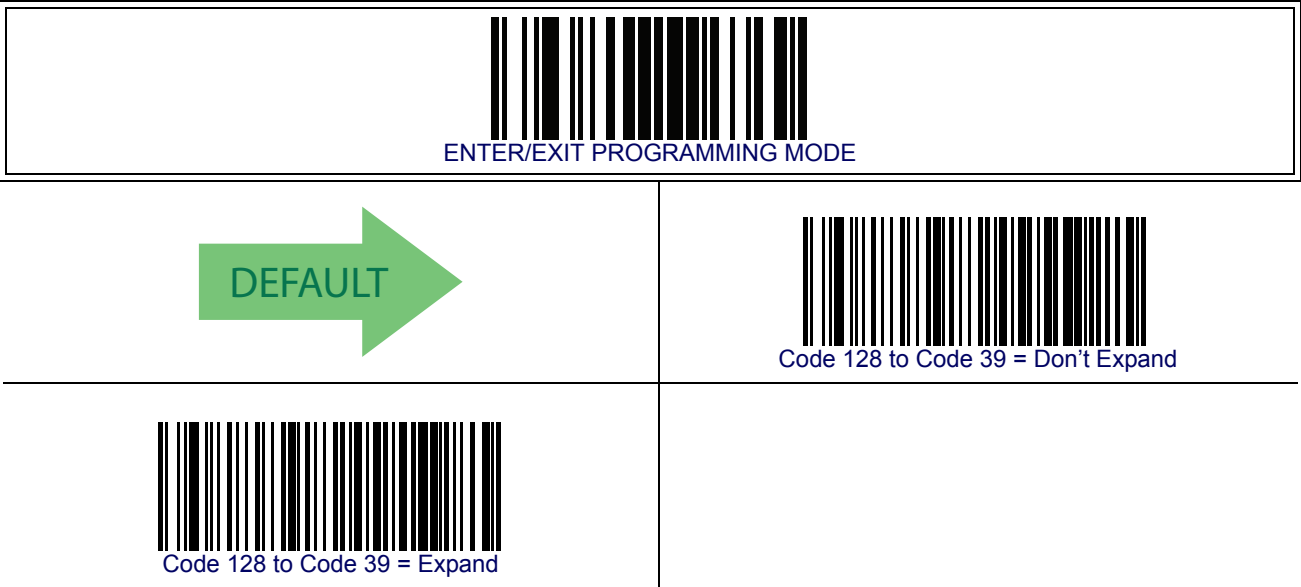 ENTER/EXIT PROGRAMMING MODE
DEFAULT
Code 128 to Code 39 = Don’t Expand
Code 128 to Code 39 = Expand